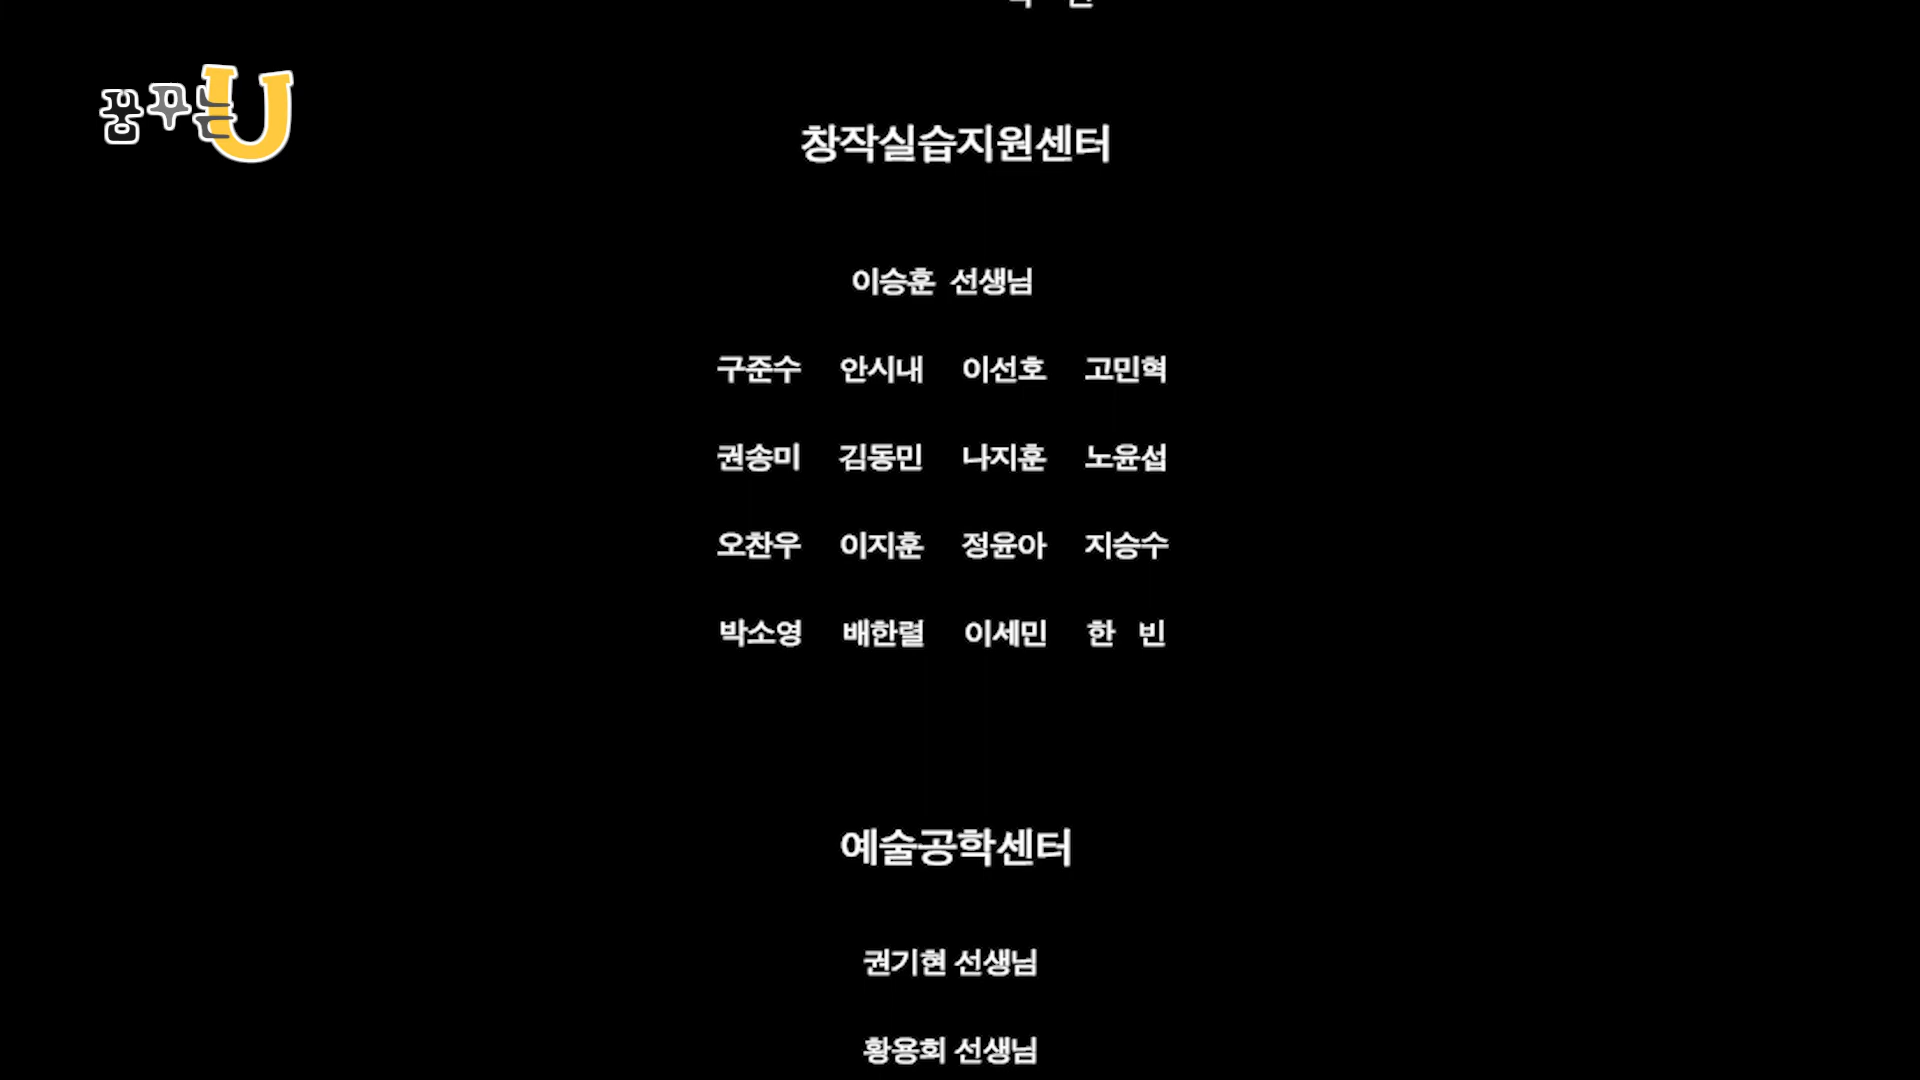 꿈꾸는U
창작실습지원센터
이승훈 선생님
구준수 안시내 이선호 고민혁
권송미 김동민 나지훈 노윤섭
오찬우 이지훈 정윤아 지승수
박소영 배한렬 이세민 한 빈
예술공학센터
권기현 선생님
황용회 선생님